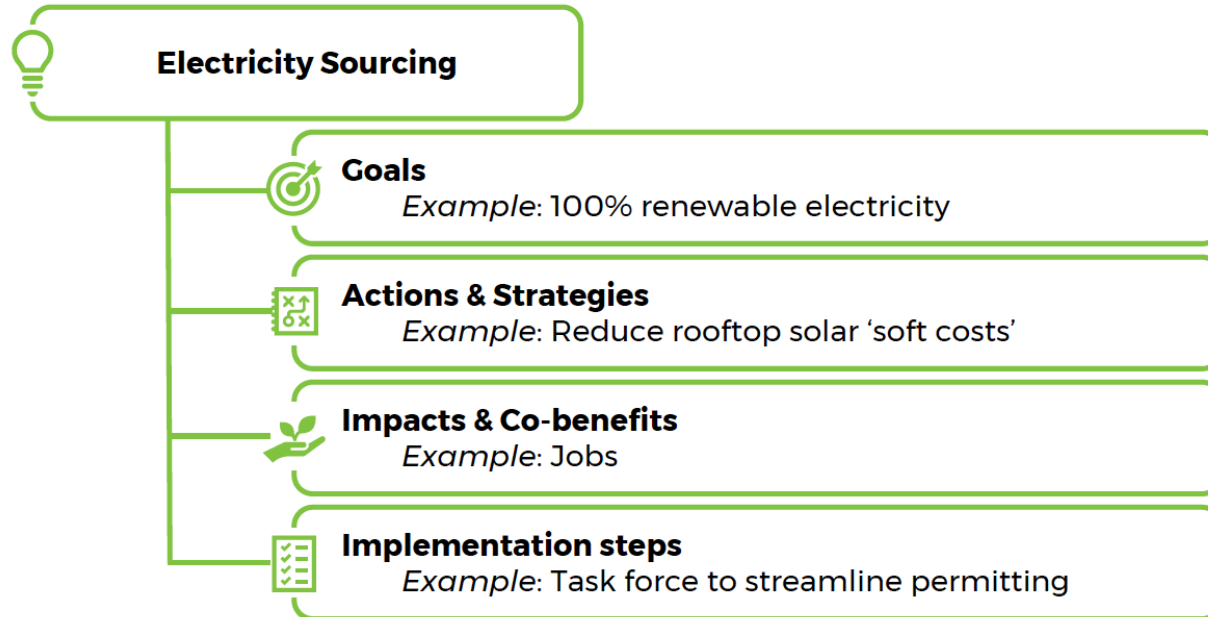 Electricity Sourcing
Goals
Example: 100% renewable electricity
Actions & Strategies
Example: Reduce rooftop solar ‘soft costs’
Impacts & Co-benefits
Example: Jobs
Implementation steps
Example: Task force to streamline permitting